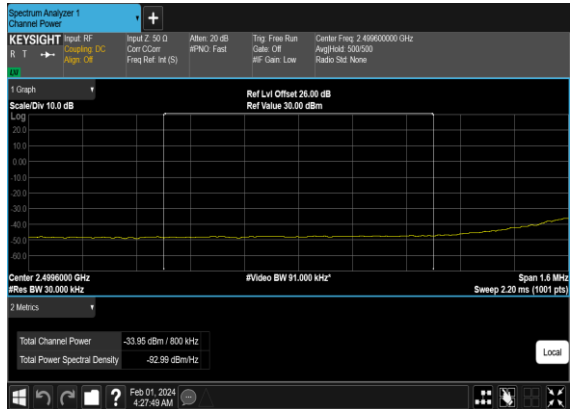 Spectrum Analyzer 1
Channel Power
+
KEYSIGHT Input: RF Input Z: 50 Ω Atten: 20 dB Trig: Free Run Center Freq: 2.499600000 GHz
R T Coupling: DC Corr CCorr #PNO: Fast Gate: Off Avg|Hold: 500/500
Align: Off Freq Ref: Int (S) #IF Gain: Low Radio Std: None
1 Graph
Ref Lvl Offset 26.00 dB
Scale/Div 10.0 dB Ref Value 30.00 dBm
Log
20.0
10.0
0.00
-10.0
-20.0
-30.0
-40.0
-50.0
-60.0
Center 2.4996000 GHz #Video BW 91.000 kHz* Span 1.6 MHz
#Res BW 30.000 kHz Sweep 2.20 ms (1001 pts)
2 Metrics
Total Channel Power -33.95 dBm / 800 kHz
Total Power Spectral Density -92.99 dBm/Hz
Local
? Feb 01, 2024
4:27:49 AM